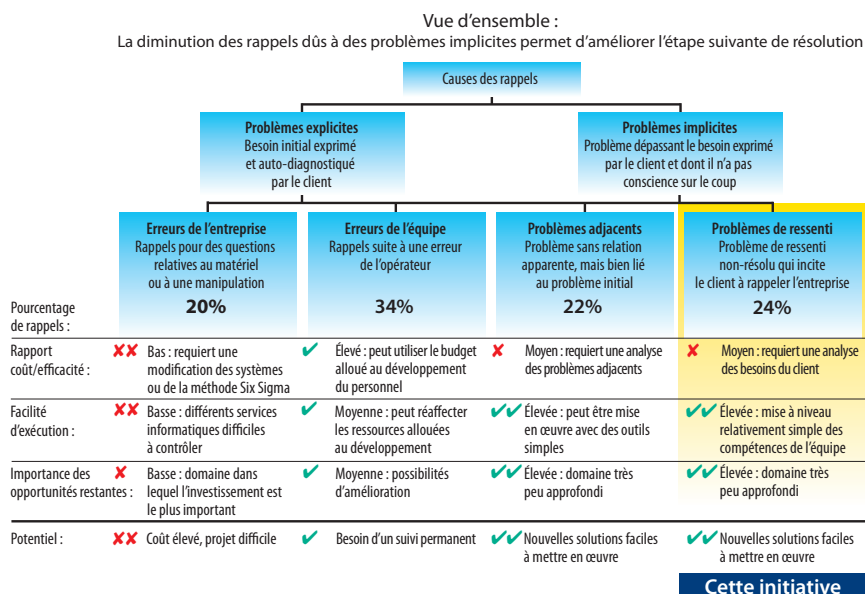 Vue d’ensemble :
La diminution des rappels dûs à des problèmes implicites permet d’améliorer l’étape suivante de résolution
Causes des rappels
Problèmes explicites
Besoin initial exprimé
et auto-diagnostiqué
par le client
Problèmes implicites
Problème dépassant le besoin exprimé
par le client et dont il n’a pas
conscience sur le coup
Erreurs de l’entreprise
Rappels pour des questions
relatives au matériel
ou à une manipulation
20%
Erreurs de l’équipe
Rappels suite à une erreur
de l’opérateur
34%
Problèmes adjacents
Problème sans relation
apparente, mais bien lié
au problème initial
22%
Problèmes de ressenti
Problème de ressenti
non-résolu qui incite
le client à rappeler l’entreprise
24%
Pourcentage
de rappels :
Rapport
coût/efficacité :
✘✘ Bas : requiert une
modification des systèmes
ou de la méthode Six Sigma
✔ Élevé : peut utiliser le budget
alloué au développement
du personnel
✘ Moyen : requiert une analyse
des problèmes adjacents
✘ Moyen : requiert une analyse
des besoins du client
Facilité
d’exécution :
✘✘ Basse : différents services
informatiques difficiles
à contrôler
✔ Moyenne : peut réaffecter
les ressources allouées
au développement
✔✔ Élevée : peut être mise
en œuvre avec des outils
simples
✔✔ Élevée : mise à niveau
relativement simple des
compétences de l’équipe
Importance des
opportunités restantes :
✘ Basse : domaine dans
lequel l’investissement est
le plus important
✔ Moyenne : possibilités
d’amélioration
✔✔ Élevée : domaine très
peu approfondi
✔✔ Élevée : domaine très
peu approfondi
Potentiel :
✘✘ Coût élevé, projet difficile
✔ Besoin d’un suivi permanent
✔✔ Nouvelles solutions faciles
à mettre en œuvre
✔✔ Nouvelles solutions faciles
à mettre en œuvre
Cette initiative